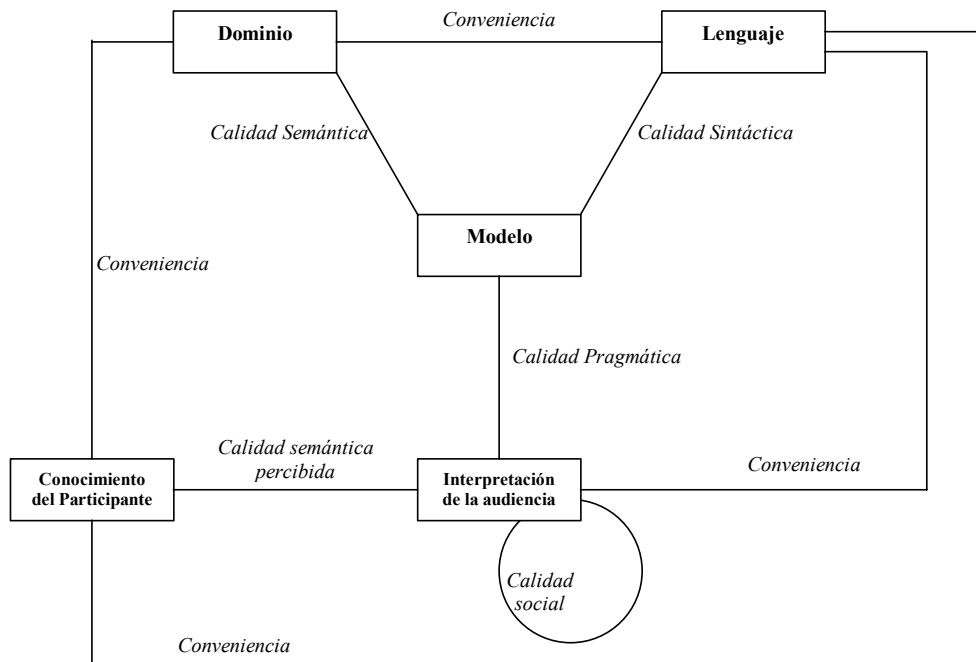 Conveniencia
Dominio
Lenguaje
Calidad Semántica
Calidad Sintáctica
Modelo
Conveniencia
Calidad Pragmática
Calidad semántica
percibida
Conocimiento
del Participante
Interpretación
de la audiencia
Conveniencia
Calidad
social
Conveniencia